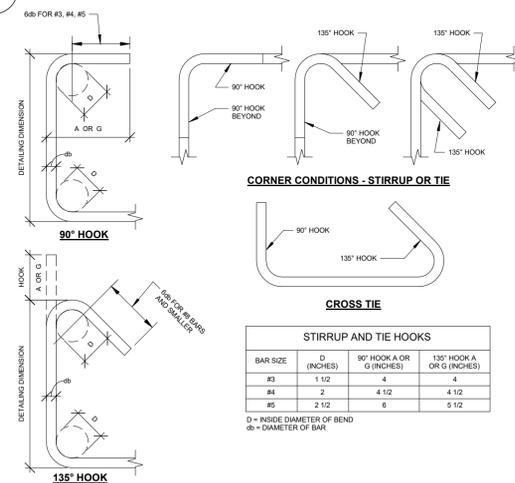 6db FOR #3, #4, #5
DETAILING DIMENSION
D
A OR G
db
D
90° HOOK
135° HOOK
90° HOOK
90° HOOK
BEYOND
90° HOOK
BEYOND
135° HOOK
135° HOOK
CORNER CONDITIONS - STIRRUP OR TIE
90° HOOK
135° HOOK
CROSS TIE
HOOK
A OR G
6db FOR #8 BARS
AND SMALLER
DETAILING DIMENSION
D
db
D
135° HOOK
STIRRUP AND TIE HOOKS
BAR SIZE D (INCHES) 90° HOOK A OR G (INCHES) 135° HOOK A OR G (INCHES)
#3 1 1/2 4 4
#4 2 4 1/2 4 1/2
#5 2 1/2 6 5 1/2
D = INSIDE DIAMETER OF BEND
db = DIAMETER OF BAR